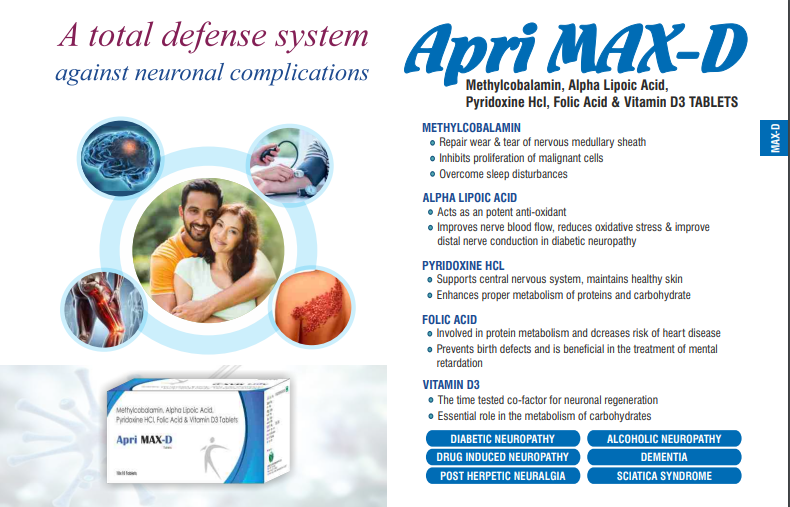 A total defense system
against neuronal complications
Apri MAX-D
Methylcobalamin, Alpha Lipoic Acid,
Pyridoxine Hcl, Folic Acid & Vitamin D3 TABLETS
MAX-D
METHYLCOBALAMIN
Repair wear & tear of nervous medullary sheath
Inhibits proliferation of malignant cells
Overcome sleep disturbances
ALPHA LIPOIC ACID
Acts as an potent anti-oxidant
Improves nerve blood flow, reduces oxidative stress & improve
distal nerve conduction in diabetic neuropathy
PYRIDOXINE HCL
Supports central nervous system, maintains healthy skin
Enhances proper metabolism of proteins and carbohydrate
FOLIC ACID
Involved in protein metabolism and dcreases risk of heart disease
Prevents birth defects and is beneficial in the treatment of mental
retardation
VITAMIN D3
The time tested co-factor for neuronal regeneration
Essential role in the metabolism of carbohydrates
DIABETIC NEUROPATHY
ALCOHOLIC NEUROPATHY
DRUG INDUCED NEUROPATHY
DEMENTIA
POST HERPETIC NEURALGIA
SCIATICA SYNDROME
Methylcobalamin, Alpha Lipoic Acid,
Pyridoxine HCl, Folic Acid & Vitamin D3 Tablets
Apri MAX-D
Tablets
10x10 Tablets